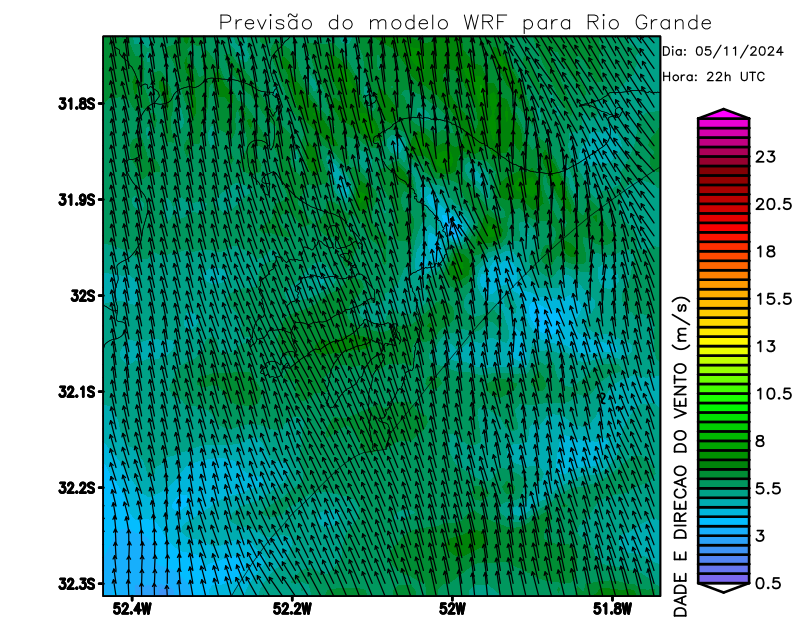 Previsão do modelo WRF para Rio Grande
Dia: 05/11/2024
Hora: 22h UTC
31.8S
31.9S
32S
32.1S
32.2S
32.3S
52.4W
52.2W
52W
51.8W
23
20.5
18
15.5
13
10.5
8
5.5
3
0.5
DADE E DIRECAO DO VENTO (m/s)